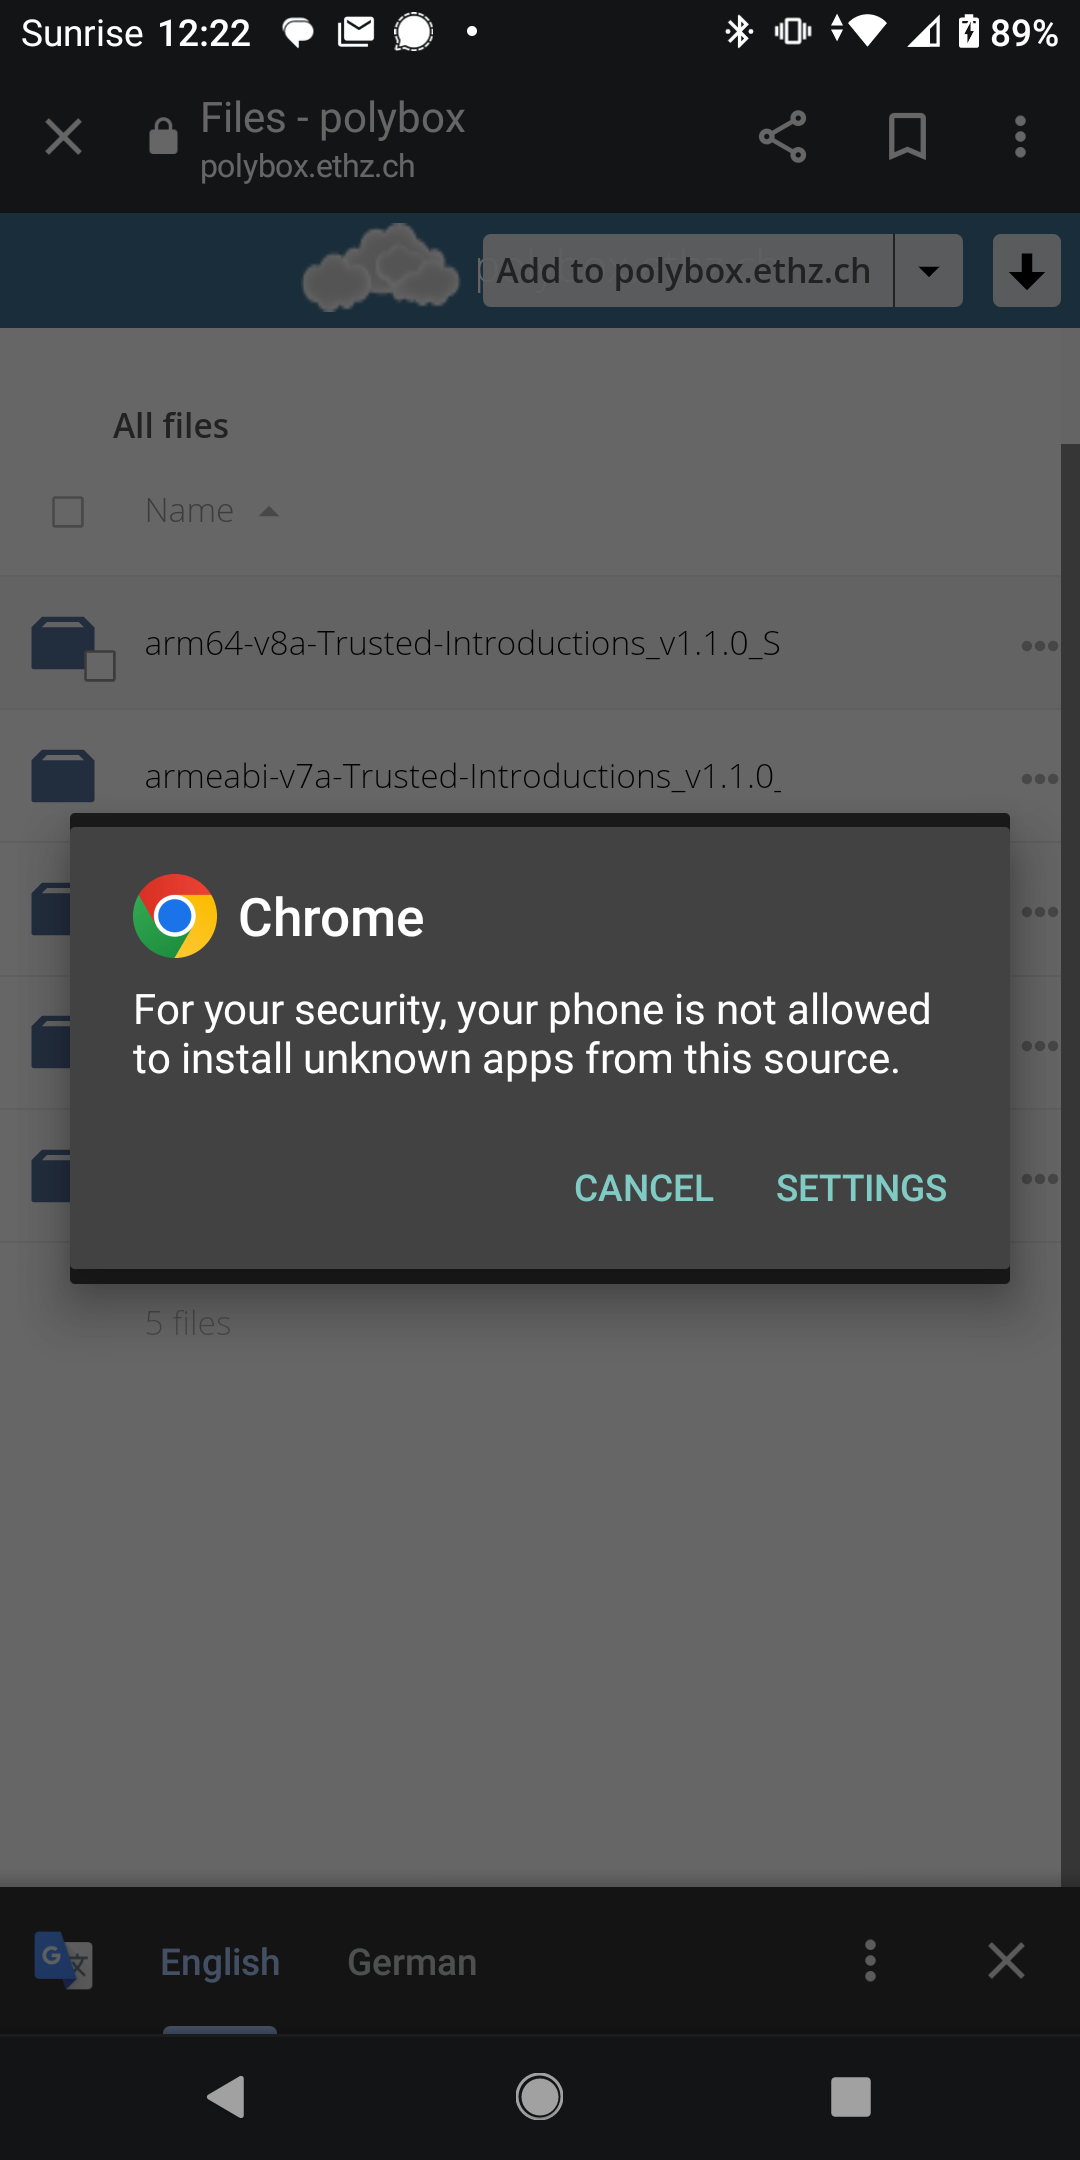 Sunrise 12:22
89%
Files - polybox
polybox.ethz.ch
Add to polybox.ethz.ch
All files
Name
arm64-v8a-Trusted-Introductions_v1.1.0_S
armeabi-v7a-Trusted-Introductions_v1.1.0_
Chrome
For your security, your phone is not allowed
to install unknown apps from this source.
CANCEL SETTINGS
5 files
English German